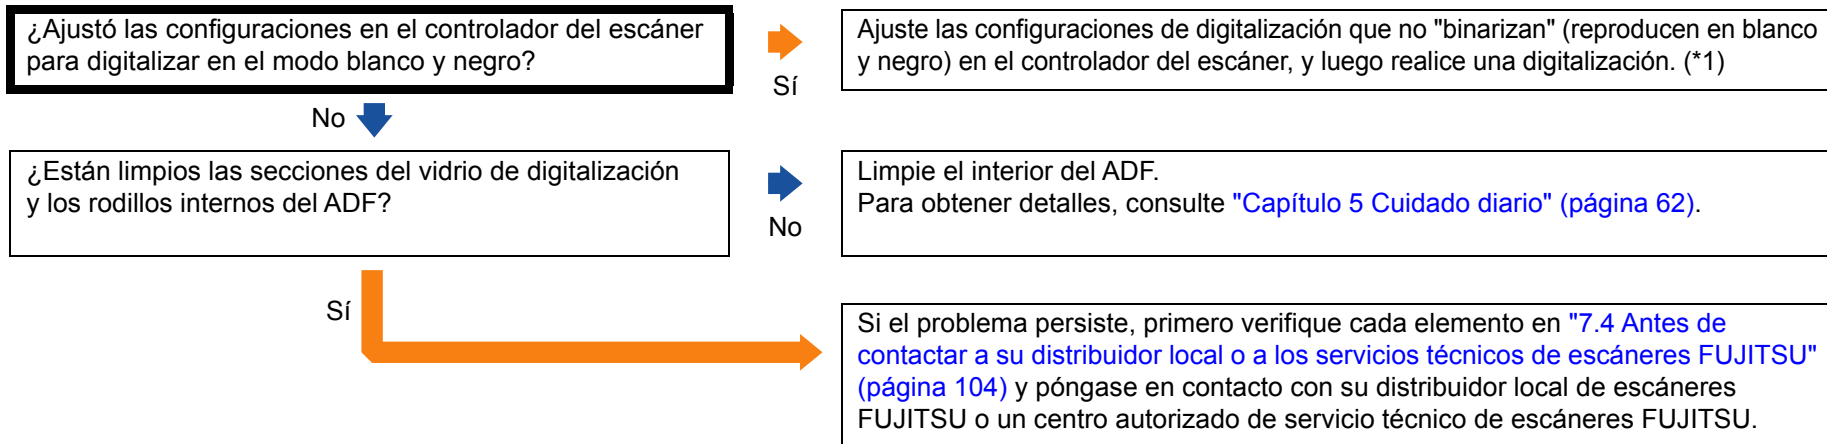 ¿Ajustó las configuraciones en el controlador del escáner
para digitalizar en el modo blanco y negro?
Sí
Ajuste las configuraciones de digitalización que no "binarizan" (reproducen en blanco
y negro) en el controlador del escáner, y luego realice una digitalización. (*1)
No
¿Están limpios las secciones del vidrio de digitalización
y los rodillos internos del ADF?
No
Limpie el interior del ADF.
Para obtener detalles, consulte "Capítulo 5 Cuidado diario" (página 62).
Sí
Si el problema persiste, primero verifique cada elemento en "7.4 Antes de
contactar a su distribuidor local o a los servicios técnicos de escáneres FUJITSU"
(página 104) y póngase en contacto con su distribuidor local de escáneres
FUJITSU o un centro autorizado de servicio técnico de escáneres FUJITSU.